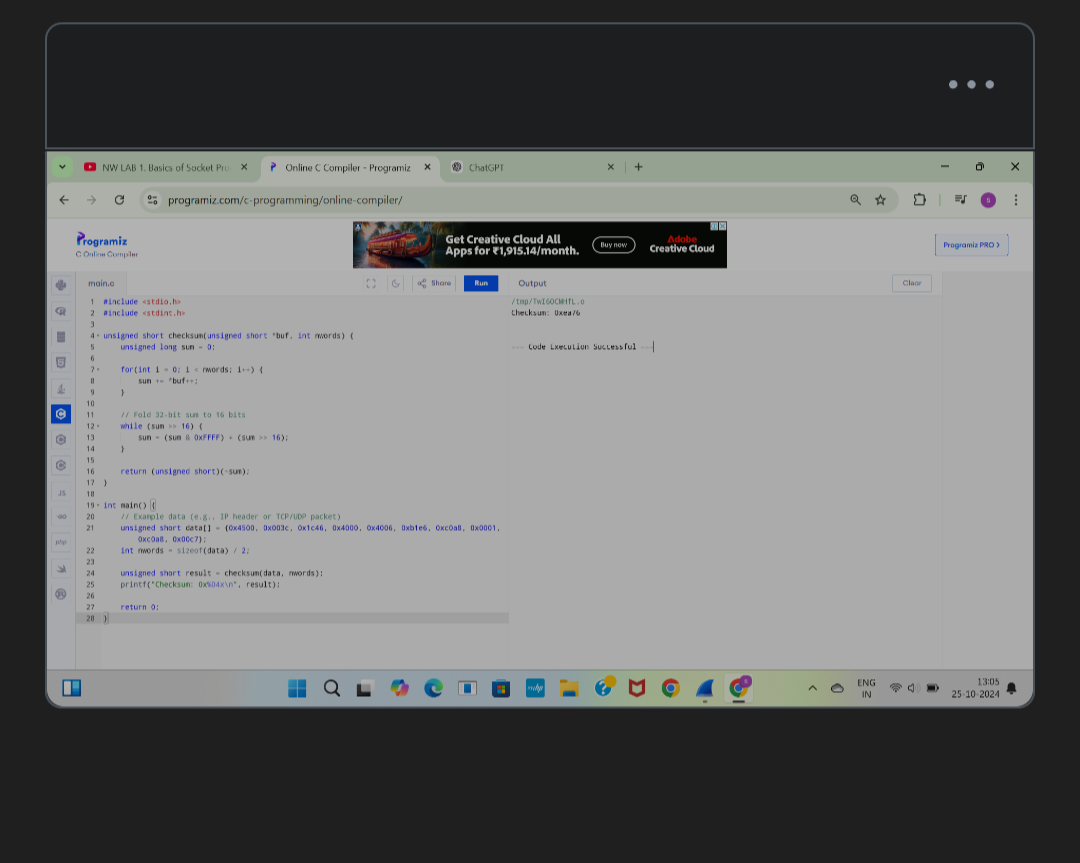 NW LAB 1. Basics of Socket Pro
Online C Compiler - Programiz
ChatGPT
programiz.com/c-programming/online-compiler/
Programiz
C Online Compiler
Get Creative Cloud All
Apps for ₹1,915.14/month.
Buy now
Adobe
Creative Cloud
Programiz PRO >
main.c
Share
Run
Output
Clear
1 #include <stdio.h>
2 #include <stdint.h>
3
4 unsigned short checksum(unsigned short *buf, int nwords) {
5 unsigned long sum = 0;
6
7 for(int i = 0; i < nwords; i++) {
8 sum += *buf++;
9 }
10
11 // Fold 32-bit sum to 16 bits
12 while (sum >> 16) {
13 sum = (sum & 0xFFFF) + (sum >> 16);
14 }
15
16 return (unsigned short)(~sum);
17 }
18
19 int main() {
20 // Example data (e.g., IP header or TCP/UDP packet)
21 unsigned short data[] = {0x4500, 0x003c, 0x1c46, 0x4000, 0x4006, 0xb1e6, 0xc0a8, 0x0001,
0xc0a8, 0x00c7};
22 int nwords = sizeof(data) / 2;
23
24 unsigned short result = checksum(data, nwords);
25 printf("Checksum: 0x%04x\n", result);
26
27 return 0;
28 }
Checksum: 0xea76
=== Code Execution Successful ===
JS
GO
php
ENG
IN
13:05
25-10-2024